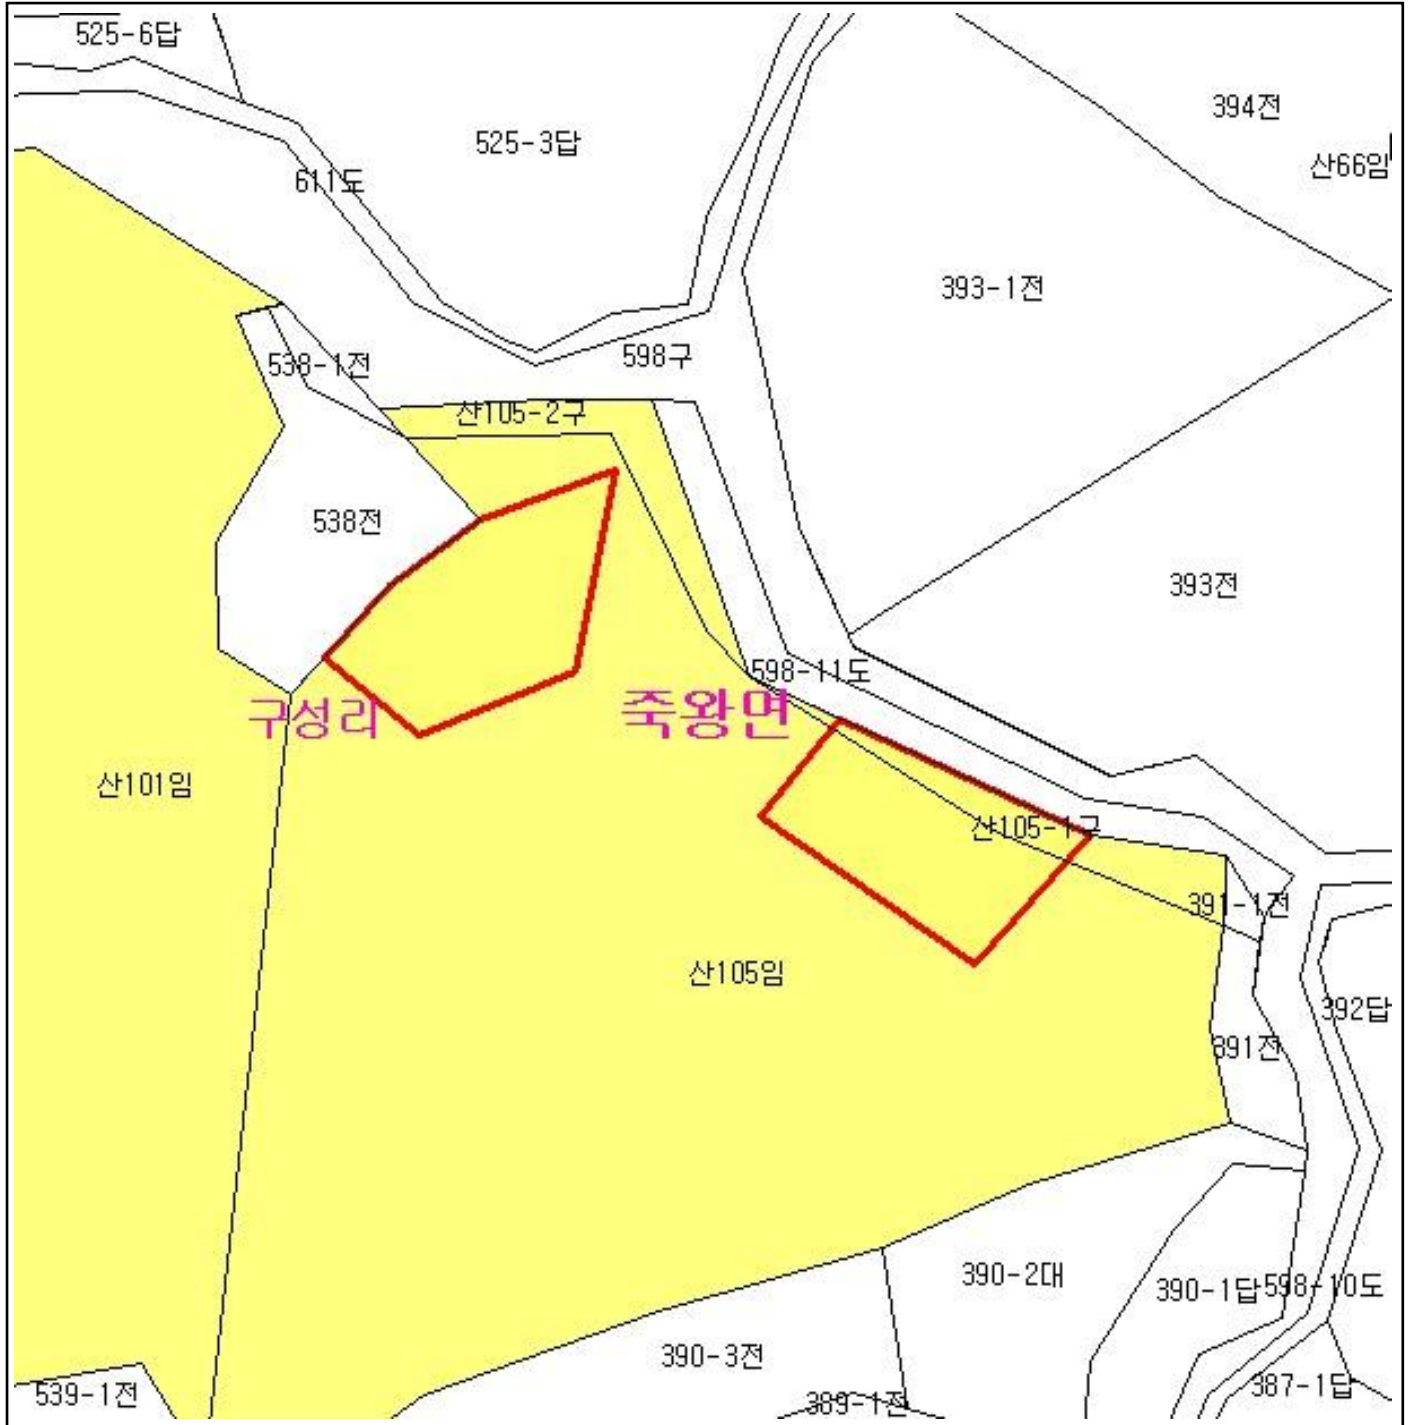 525-6답
394전
525-3답
산66임
611도
393-1전
598구
538-1전
산105-2구
538전
393전
598-11도
구성리
죽왕면
산101임
산105-1구
391-1전
산105임
392답
391전
390-2대
390-1답
598-10도
390-3전
387-1답
539-1전
389-1전